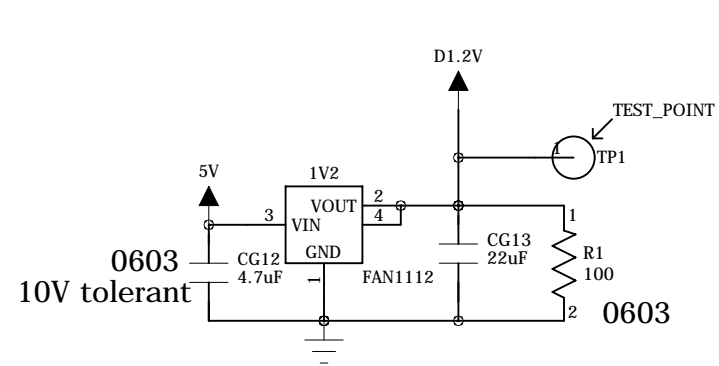 D1.2V
TEST_POINT
1
TP1
5V
1V2
2
VOUT
3
4
VIN
1
GND
CG13
22uF
R1
100
0603
CG12
10V tolerant
4.7uF
1
FAN1112
2
0603